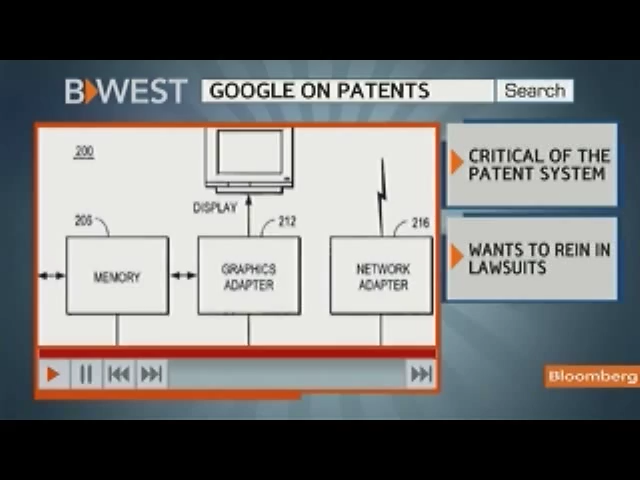 B WEST
GOOGLE ON PATENTS
Search
200
DISPLAY
205
212
216
MEMORY
GRAPHICS
ADAPTER
NETWORK
ADAPTER
CRITICAL OF THE
PATENT SYSTEM
WANTS TO REIN IN
LAWSUITS
Bloomberg